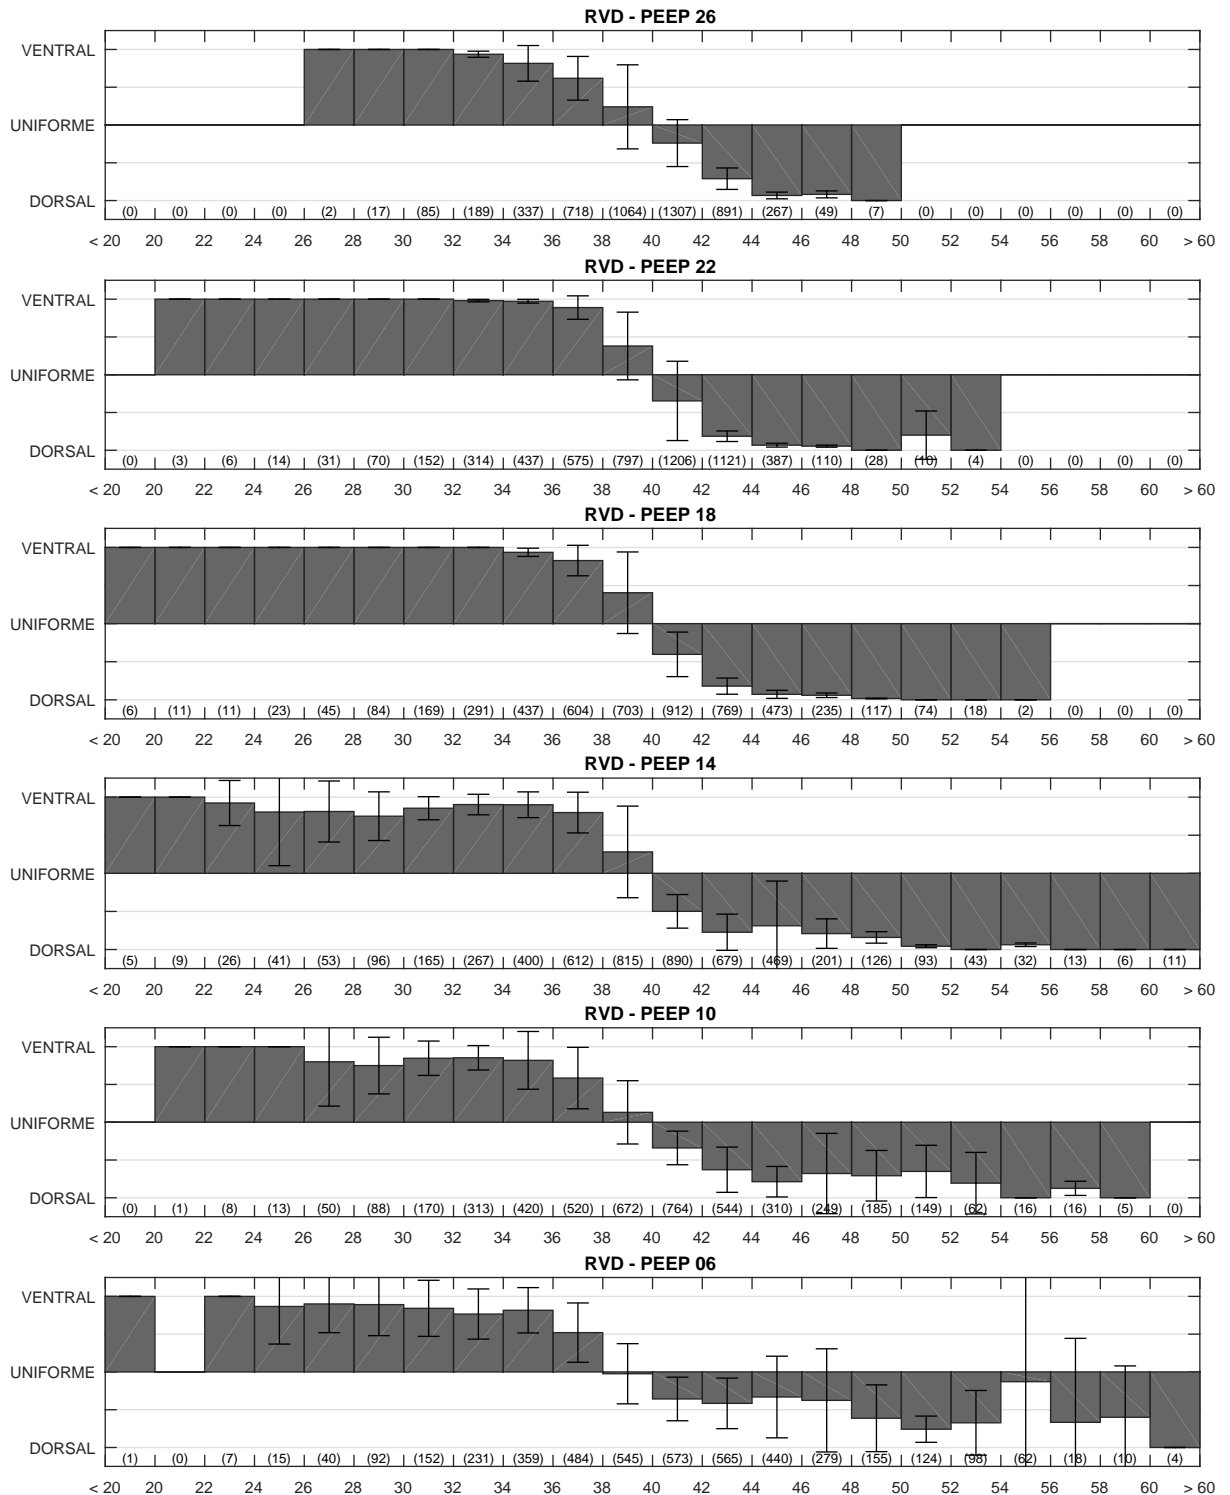 RVD - PEEP 26
VENTRAL
UNIFORME
DORSAL
(0) (0) (0) (0) (2) (17) (85) (189) (337) (718) (1064) (1307) (891) (267) (49) (7) (0) (0) (0) (0) (0) (0)
< 20 20 22 24 26 28 30 32 34 36 38 40 42 44 46 48 50 54 56 58 60 > 60
RVD - PEEP 22
VENTRAL
UNIFORME
DORSAL
(0) (3) (6) (14) (31) (70) (152) (314) (437) (575) (797) (1206) (1121) (387) (110) (28) (10) (4) (0) (0) (0) (0)
< 20 20 22 24 26 28 30 32 34 36 38 40 42 44 46 48 50 54 56 58 60 > 60
RVD - PEEP 18
VENTRAL
UNIFORME
DORSAL
(6) (11) (11) (23) (45) (84) (169) (291) (437) (604) (703) (912) (769) (473) (235) (117) (74) (18) (2) (0) (0) (0)
< 20 20 22 24 26 28 30 32 34 36 38 40 42 44 46 48 50 54 56 58 60 > 60
RVD - PEEP 14
VENTRAL
UNIFORME
DORSAL
(5) (9) (26) (41) (53) (96) (165) (267) (400) (612) (815) (890) (679) (469) (201) (126) (93) (43) (32) (13) (6) (11)
< 20 20 22 24 26 28 30 32 34 36 38 40 42 44 46 48 50 54 56 58 60 > 60
RVD - PEEP 10
VENTRAL
UNIFORME
DORSAL
(0) (1) (8) (13) (50) (88) (170) (313) (420) (520) (672) (764) (544) (310) (249) (185) (149) (62) (16) (16) (5) (0)
< 20 20 22 24 26 28 30 32 34 36 38 40 42 44 46 48 50 54 56 58 60 > 60
RVD - PEEP 06
VENTRAL
UNIFORME
DORSAL
(1) (0) (7) (15) (40) (92) (152) (231) (359) (484) (545) (573) (565) (440) (279) (155) (124) (98) (62) (18) (10) (4)
< 20 20 22 24 26 28 30 32 34 36 38 40 42 44 46 48 50 54 56 58 60 > 60